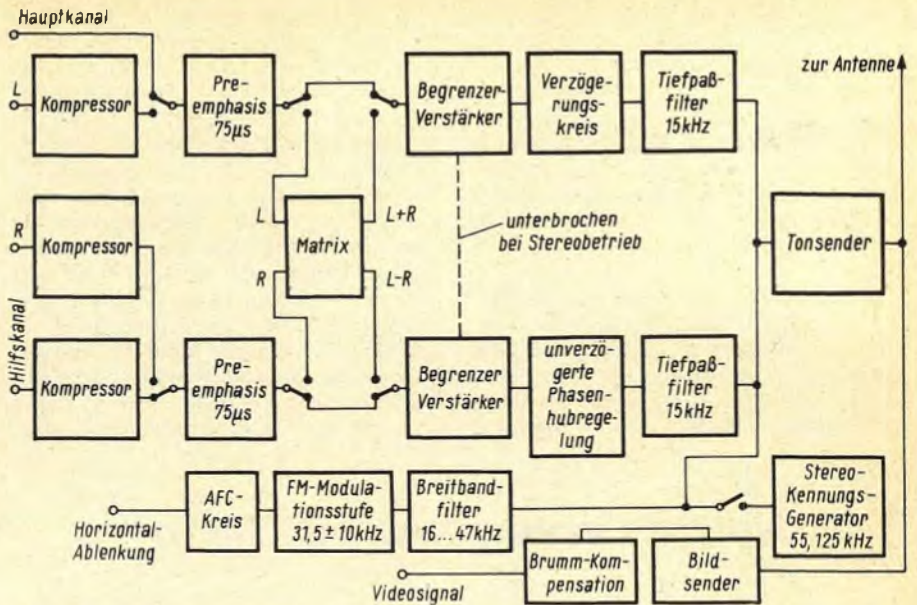 Hauptkanal
zur Antenne
L
Kompressor
Pre-
emphasis
75µs
Begrenzer-
Verstärker
Verzöge-
rungs-
kreis
Tiefpaß-
filter
15kHz
R
Kompressor
L
Matrix
L+R
R
L-R
unterbrochen
bei Stereobetrieb
Tonsender
Hilfskanal
Kompressor
Pre-
emphasis
75µs
Begrenzer
Verstärker
unverzö-
gerte
Phasen-
hubrege-
lung
Tiefpaß-
filter
15kHz
Horizontal-
Ablenkung
AFC-
Kreis
FM-Modula-
tionsstufe
31,5 ± 10kHz
Breitband-
filter
16...47kHz
Stereo-
Kennungs-
Generator
55,125 kHz
Videosignal
Brumm-Kom-
pensation
Bild-
sender